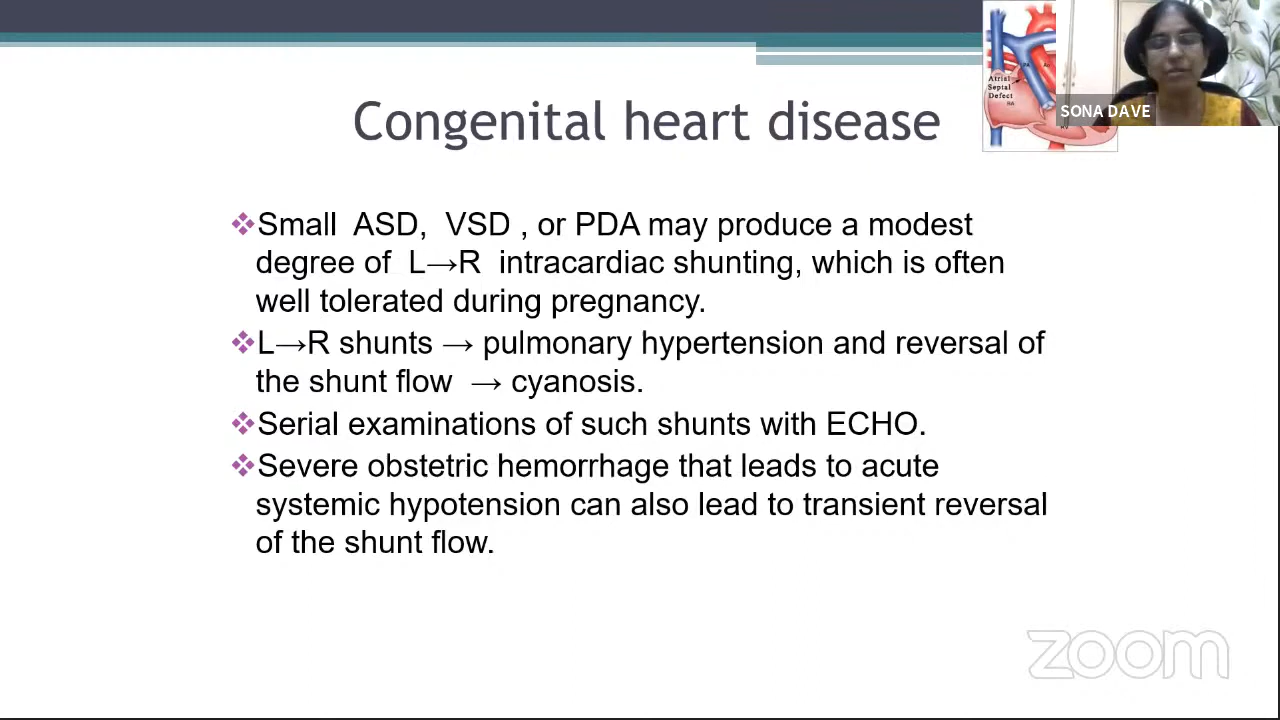 Congenital heart disease
Atrial
Septal
Defect
SONA DAVE
❖Small ASD, VSD , or PDA may produce a modest
degree of L→R intracardiac shunting, which is often
well tolerated during pregnancy.
❖L→R shunts → pulmonary hypertension and reversal of
the shunt flow → cyanosis.
❖Serial examinations of such shunts with ECHO.
❖Severe obstetric hemorrhage that leads to acute
systemic hypotension can also lead to transient reversal
of the shunt flow.
zoom